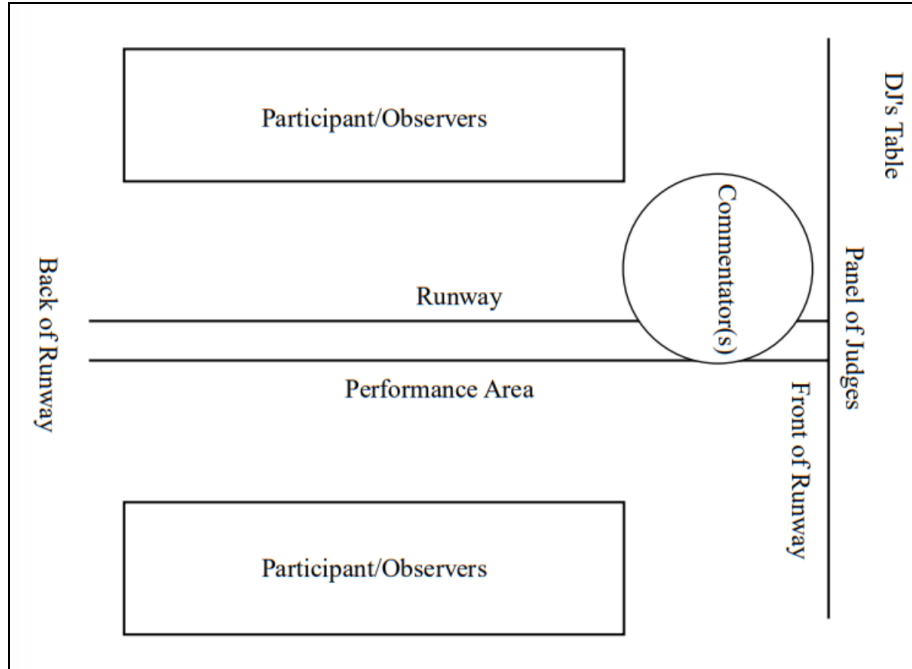 Participant/Observers
DJ's Table
Commentator(s)
Panel of Judges
Back of Runway
Runway
Performance Area
Front of Runway
Participant/Observers